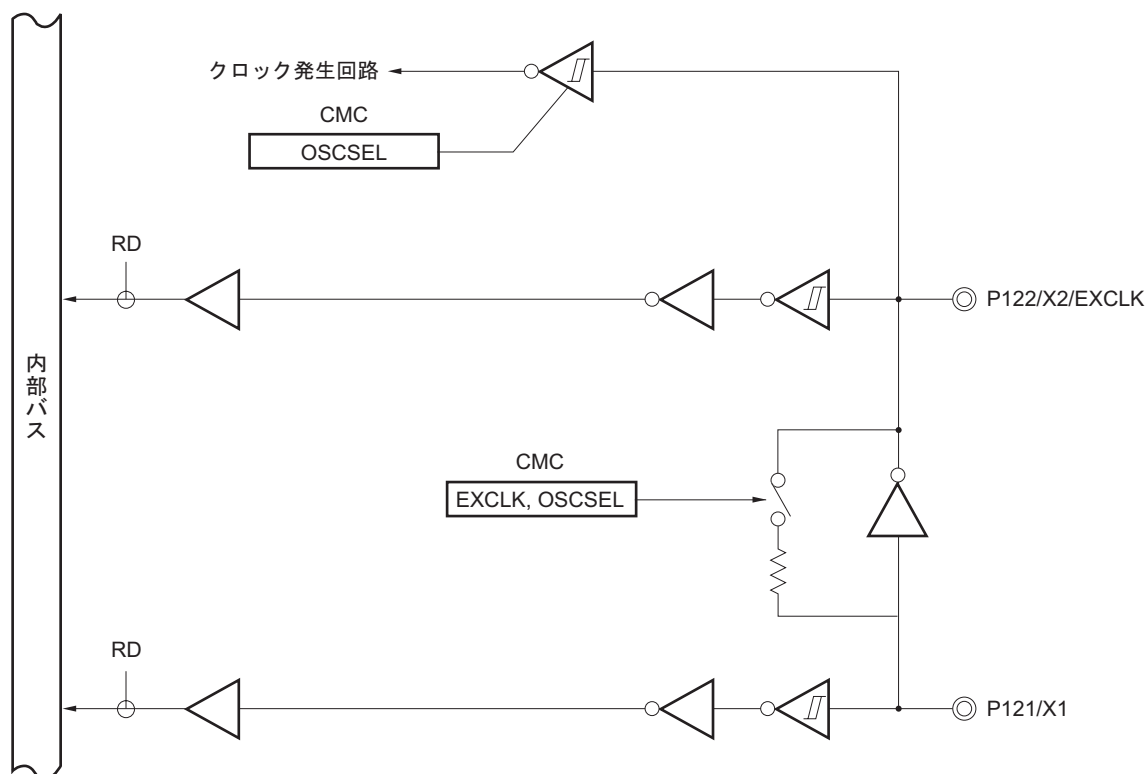 クロック発生回路
CMC
OSCSEL
RD
P122/X2/EXCLK
内部バス
CMC
EXCLK, OSCSEL
RD
P121/X1